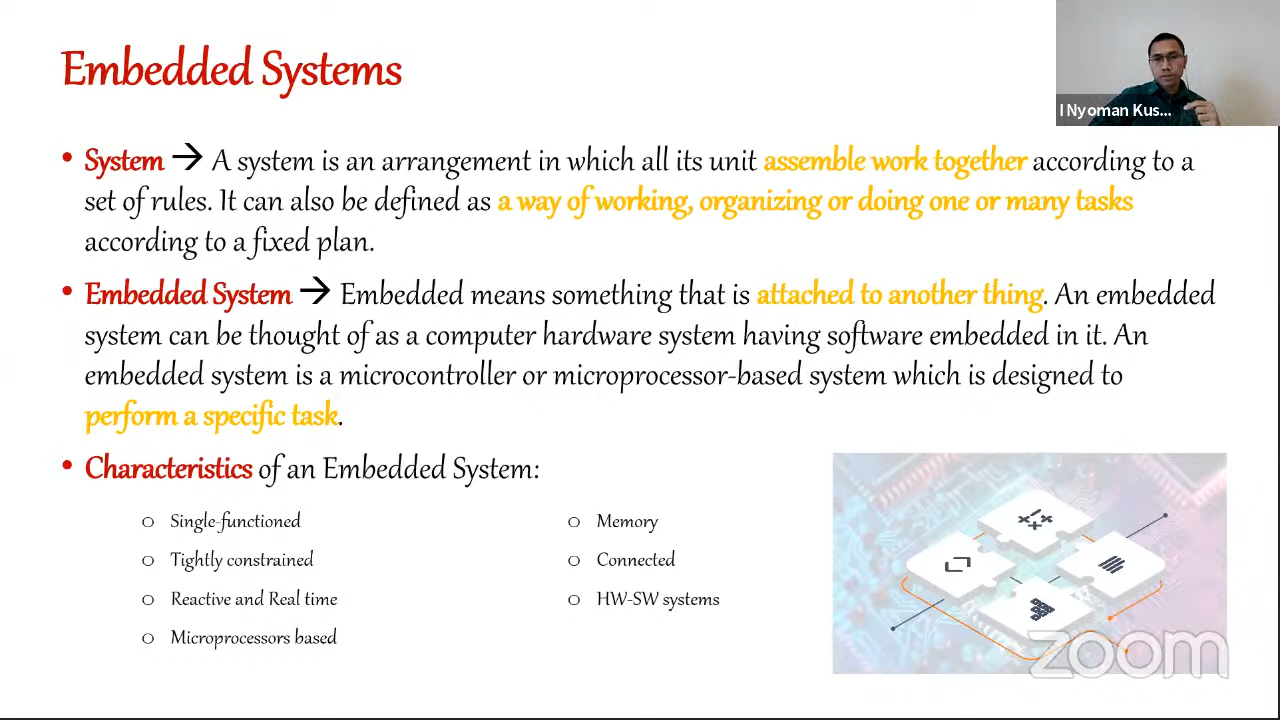 Embedded Systems
I Nyoman Kus...
• System → A system is an arrangement in which all its unit assemble work together according to a
set of rules. It can also be defined as a way of working, organizing or doing one or many tasks
according to a fixed plan.
• Embedded System → Embedded means something that is attached to another thing. An embedded
system can be thought of as a computer hardware system having software embedded in it. An
embedded system is a microcontroller or microprocessor-based system which is designed to
perform a specific task.
• Characteristics of an Embedded System:
o Single-functioned
o Tightly constrained
o Reactive and Real time
o Microprocessors based
o Memory
o Connected
o HW-SW systems
zoom